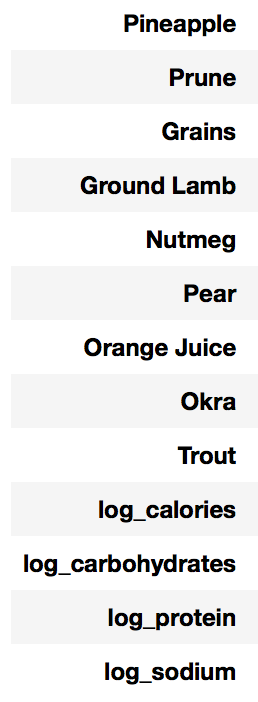 Pineapple
Prune
Grains
Ground Lamb
Nutmeg
Pear
Orange Juice
Okra
Trout
log_calories
log_carbohydrates
log_protein
log_sodium